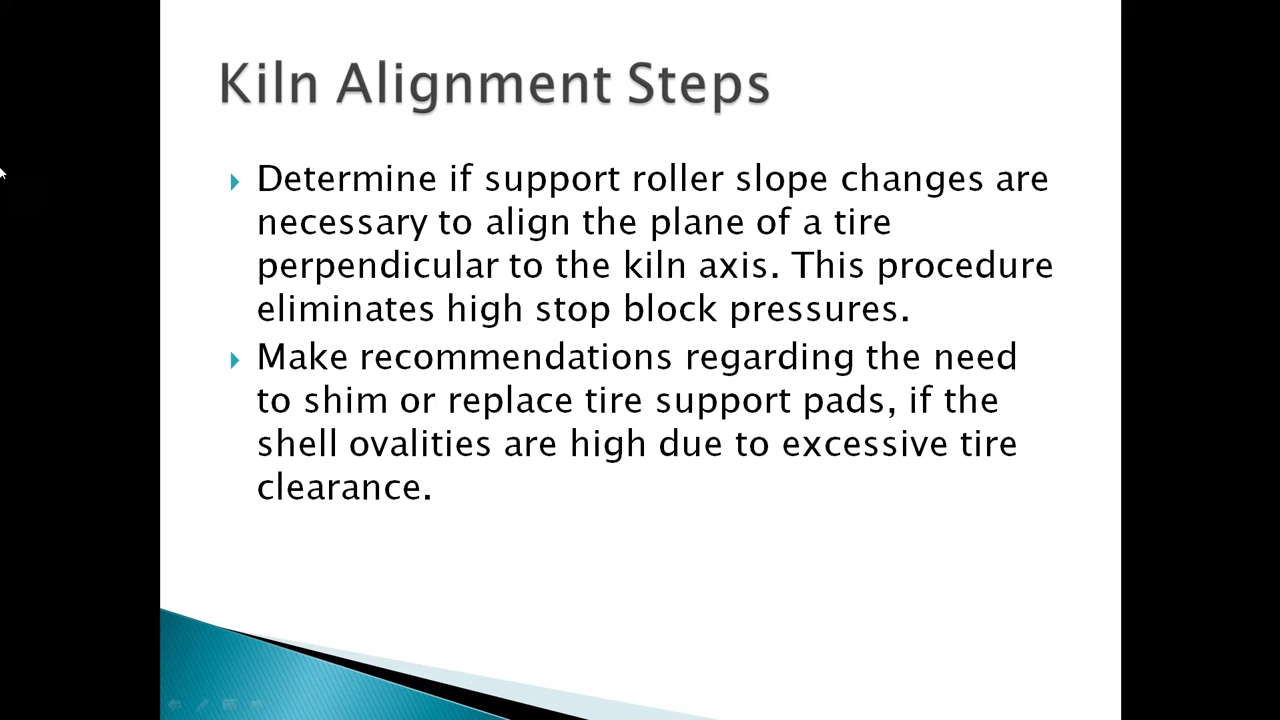 Kiln Alignment Steps
Determine if support roller slope changes are
necessary to align the plane of a tire
perpendicular to the kiln axis. This procedure
eliminates high stop block pressures.
Make recommendations regarding the need
to shim or replace tire support pads, if the
shell ovalities are high due to excessive tire
clearance.